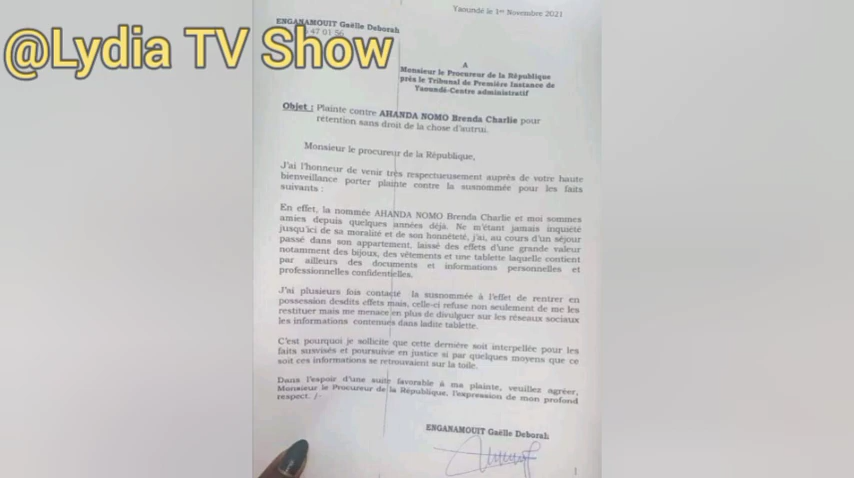 Yaoundé le 1er Novembre 2021
ENGANAMOUIT Gaëlle Deborah
47 01 56
@Lydia TV Show
A
Monsieur le Procureur de la République
près le Tribunal de Première Instance de
Yaoundé-Centre administratif
Objet : Plainte contre AHANDA NOMO Brenda Charlie pour
rétention sans droit de la chose d'autrui.
Monsieur le procureur de la République,
J'ai l'honneur de venir très respectueusement auprès de votre haute
bienveillance porter plainte contre la susnommée pour les faits
suivants :
En effet, la nommée AHANDA NOMO Brenda Charlie et moi sommes
amies depuis quelques années déjà. Ne m'étant jamais inquiété
jusqu'ici de sa moralité et de son honnêteté, j'ai, au cours d'un séjour
passé dans son appartement, laissé des effets d'une grande valeur
notamment des bijoux, des vêtements et une tablette laquelle contient
par ailleurs des documents et informations personnelles et
professionnelles confidentielles.
J'ai plusieurs fois contacté la susnommée à l'effet de rentrer en
possession desdits effets mais, celle-ci refuse non seulement de me les
restituer mais me menace en plus de divulguer sur les réseaux sociaux
les informations contenues dans ladite tablette.
C'est pourquoi je sollicite que cette dernière soit interpellée pour les
faits susvisés et poursuivie en justice si par quelques moyens que ce
soit ces informations se retrouvaient sur la toile.
Dans l'espoir d'une suite favorable à ma plainte, veuillez agréer,
Monsieur le Procureur de la République, l'expression de mon profond
respect. /-
ENGANAMOUIT Gaëlle Deborah
1